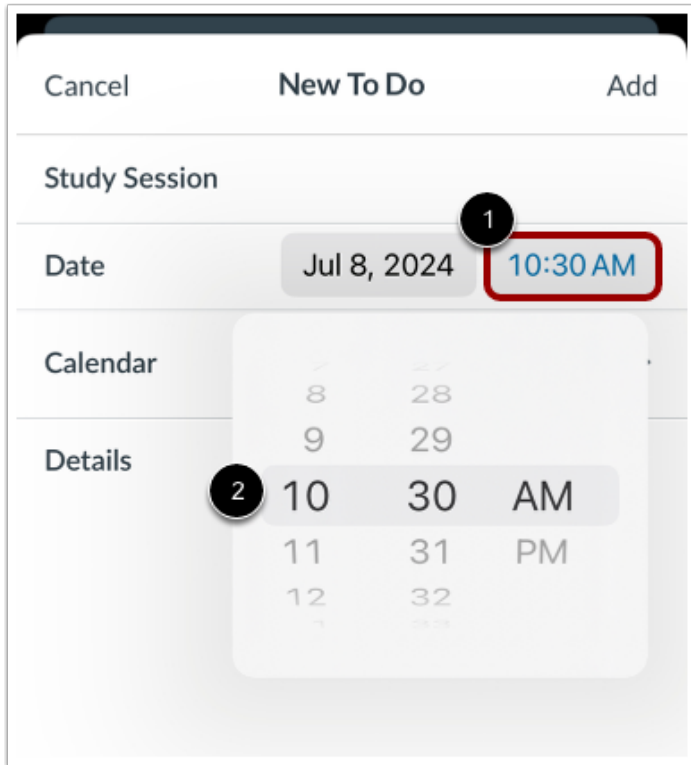 Cancel New To Do Add
Study Session
1
Date Jul 8, 2024 10:30 AM
Calendar
8 28
9 29
Details
2 10 30 AM
11 31 PM
12 32